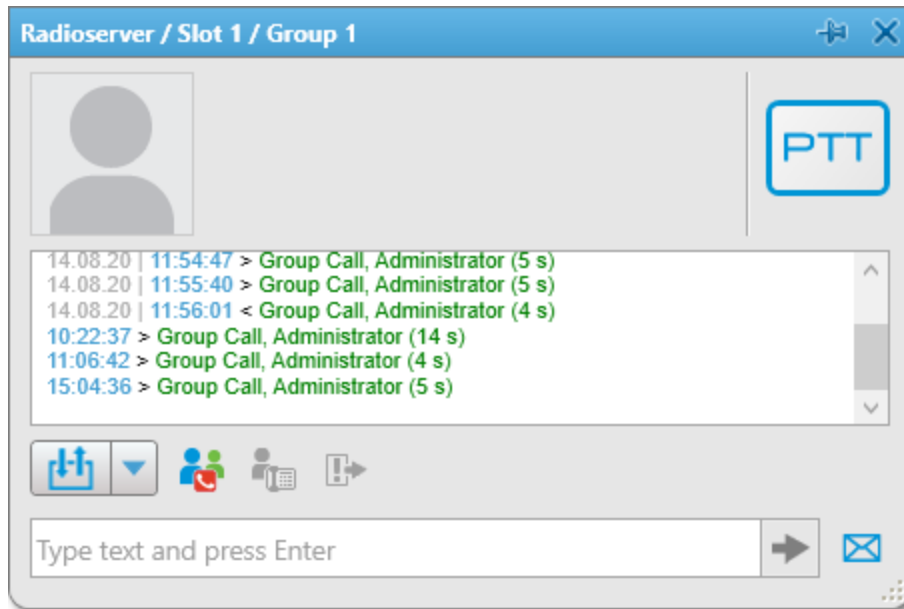 Radioserver / Slot 1 / Group 1
PTT
14.08.20 | 11:54:47 > Group Call, Administrator (5 s)
14.08.20 | 11:55:40 > Group Call, Administrator (5 s)
14.08.20 | 11:56:01 < Group Call, Administrator (4 s)
10:22:37 > Group Call, Administrator (14 s)
11:06:42 > Group Call, Administrator (4 s)
15:04:36 > Group Call, Administrator (5 s)
Type text and press Enter